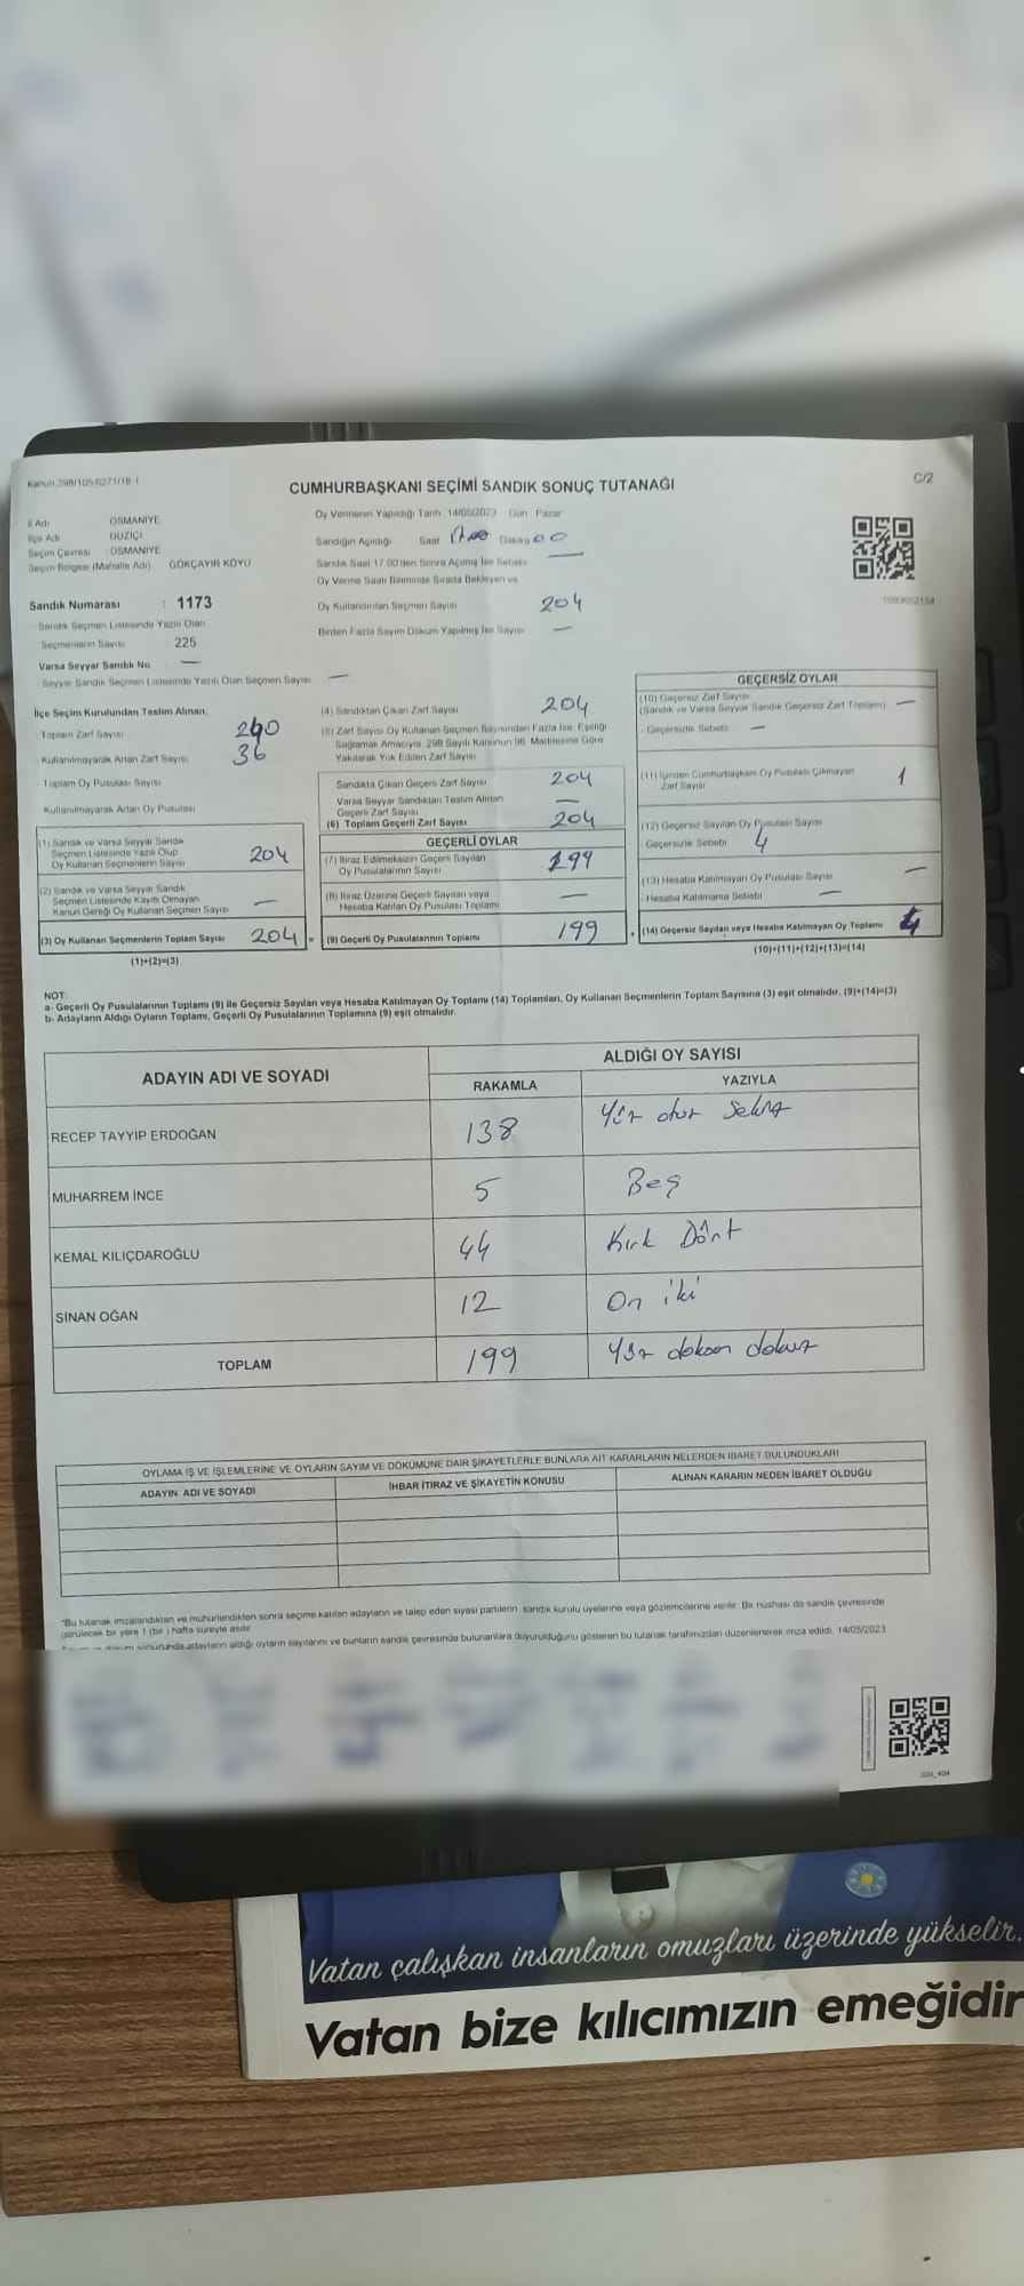 Kanun 298/105-6271/18-1
CUMHURBAŞKANI SEÇİMİ SANDIK SONUÇ TUTANAĞI
C/2
İl Adı OSMANİYE
İlçe Adı DÜZİÇİ
Seçim Çevresi OSMANİYE
Seçim Bölgesi (Mahalle Adı) GÖKÇAYIR KÖYÜ
Sandık Numarası : 1173
Sandık Seçmen Listesinde Yazılı Olan
Seçmenlerin Sayısı 225
Varsa Seyyar Sandık No —
Seyyar Sandık Seçmen Listesinde Yazılı Olan Seçmen Sayısı —
Oy Vermenin Yapıldığı Tarih 14/05/2023 Gün Pazar
Sandığın Açıldığı Saat Dakika 00
Sandık Saat 17.00'den Sonra Açılmış İse Sebebi —
Oy Verme Saati Bitiminde Sırada Bekleyen ve
Oy Kullandırılan Seçmen Sayısı 204
Birden Fazla Sayım Döküm Yapılmış İse Sayısı —
İlçe Seçim Kurulundan Teslim Alınan;
Toplam Zarf Sayısı 240
Kullanılmayarak Artan Zarf Sayısı 36
Toplam Oy Pusulası Sayısı
Kullanılmayarak Artan Oy Pusulası
(1) Sandık ve Varsa Seyyar Sandık
Seçmen Listesinde Yazılı Olup
Oy Kullanan Seçmenlerin Sayısı 204
(2) Sandık ve Varsa Seyyar Sandık
Seçmen Listesinde Kayıtlı Olmayan
Kanun Gereği Oy Kullanan Seçmen Sayısı —
(3) Oy Kullanan Seçmenlerin Toplam Sayısı 204 =
(1)+(2)=(3)
(4) Sandıktan Çıkan Zarf Sayısı 204
(5) Zarf Sayısı Oy Kullanan Seçmen Sayısından Fazla İse, Eşitliği
Sağlamak Amacıyla, 298 Sayılı Kanunun 98. Maddesine Göre
Yakılarak Yok Edilen Zarf Sayısı
Sandıkta Çıkan Geçerli Zarf Sayısı 204
Varsa Seyyar Sandıktan Teslim Alınan
Geçerli Zarf Sayısı —
(6) Toplam Geçerli Zarf Sayısı 204
GEÇERLİ OYLAR
(7) İtiraz Edilmeksizin Geçerli Sayılan
Oy Pusulalarının Sayısı 199
(8) İtiraz Üzerine Geçerli Sayılan veya
Hesaba Katılan Oy Pusulası Toplamı —
(9) Geçerli Oy Pusulalarının Toplamı 199 +
GEÇERSİZ OYLAR
(10) Geçersiz Zarf Sayısı
(Sandık ve Varsa Seyyar Sandık Geçersiz Zarf Toplamı) —
Geçersizlik Sebebi —
(11) İçinden Cumhurbaşkanı Oy Pusulası Çıkmayan
Zarf Sayısı 1
(12) Geçersiz Sayılan Oy Pusulası Sayısı
Geçersizlik Sebebi 4
(13) Hesaba Katılmayan Oy Pusulası Sayısı —
Hesaba Katılmama Sebebi —
(14) Geçersiz Sayılan veya Hesaba Katılmayan Oy Toplamı
(10)+(11)+(12)+(13)=(14)
NOT:
a- Geçerli Oy Pusulalarının Toplamı (9) ile Geçersiz Sayılan veya Hesaba Katılmayan Oy Toplamı (14) Toplamları, Oy Kullanan Seçmenlerin Toplam Sayısına (3) eşit olmalıdır. (9)+(14)=(3)
b- Adayların Aldığı Oyların Toplamı, Geçerli Oy Pusulalarının Toplamına (9) eşit olmalıdır.
ADAYIN ADI VE SOYADI
ALDIĞI OY SAYISI
RAKAMLA YAZIYLA
RECEP TAYYİP ERDOĞAN 138 Yüz otuz sekiz
MUHARREM İNCE 5 Beş
KEMAL KILIÇDAROĞLU 44 Kırk Dört
SİNAN OĞAN 12 On iki
TOPLAM 199 Yüz doksan dokuz
OYLAMA İŞ VE İŞLEMLERİNE VE OYLARIN SAYIM VE DÖKÜMÜNE DAİR ŞİKAYETLERLE BUNLARA AİT KARARLARIN NELERDEN İBARET BULUNDUKLARI
ADAYIN ADI VE SOYADI İHBAR İTİRAZ VE ŞİKAYETİN KONUSU ALINAN KARARIN NEDEN İBARET OLDUĞU
*Bu tutanak imzalandıktan ve mühürlendikten sonra seçime katılan adayların ve talep eden siyasi partilerin sandık kurulu üyelerine veya gözlemcilerine verilir. Bir nüshası da sandık çevresinde
görülecek bir yere 1 (bir) hafta süreyle asılır.
adayların aldığı oyların sayılarını ve bunların sandık çevresinde bulunanlara duyurulduğunu gösteren bu tutanak tarafımızdan düzenlenerek imza edildi. 14/05/2023
Vatan çalışkan insanların omuzları üzerinde yükselir.
Vatan bize kılıcımızın emeğidir